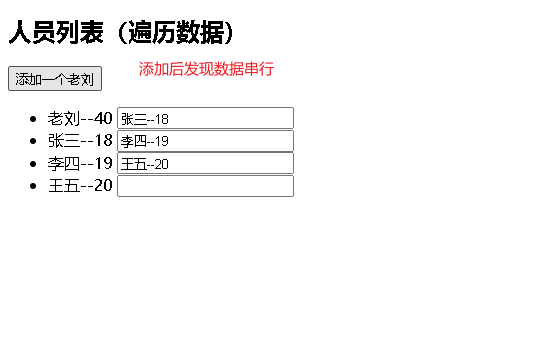 人员列表（遍历数据）
添加一个老刘 添加后发现数据串行
老刘--40 张三--18
张三--18 李四--19
李四--19 王五--20
王五--20